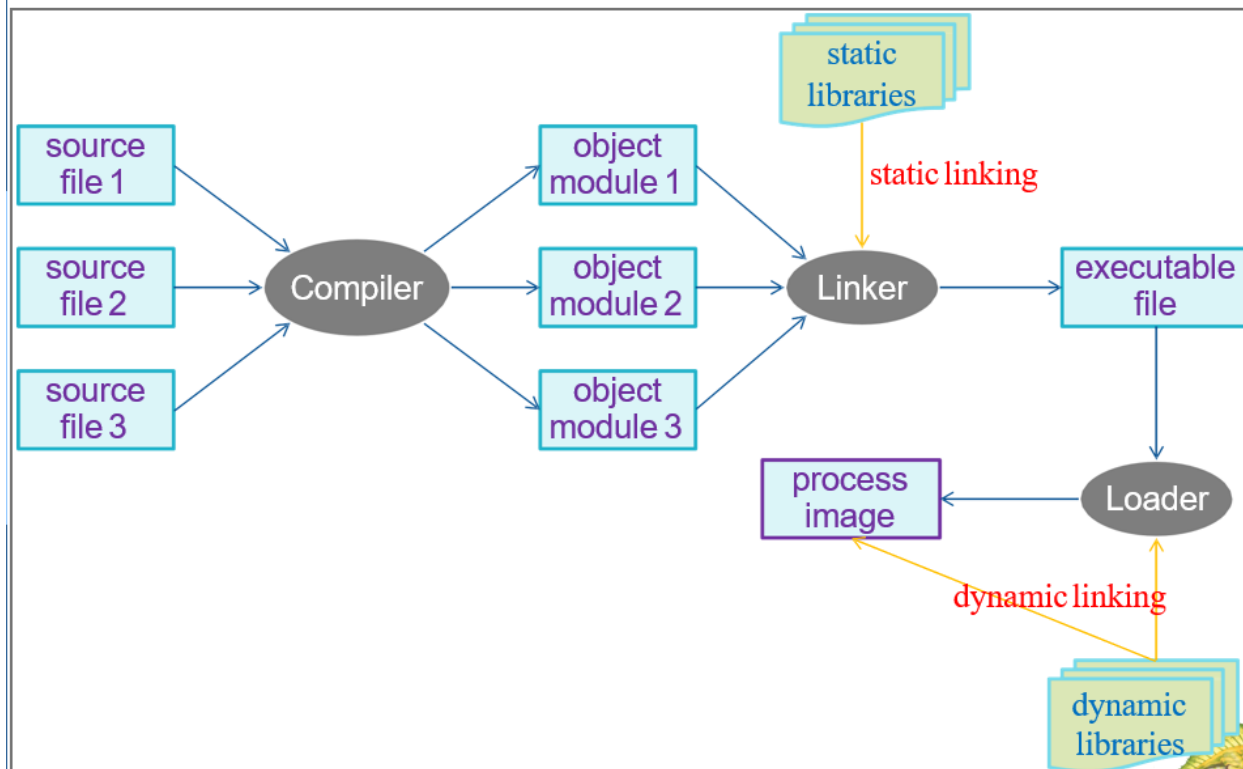 static
libraries
static linking
source
file 1
object
module 1
source
file 2
Compiler
object
module 2
Linker
executable
file
source
file 3
object
module 3
process
image
Loader
dynamic linking
dynamic
libraries